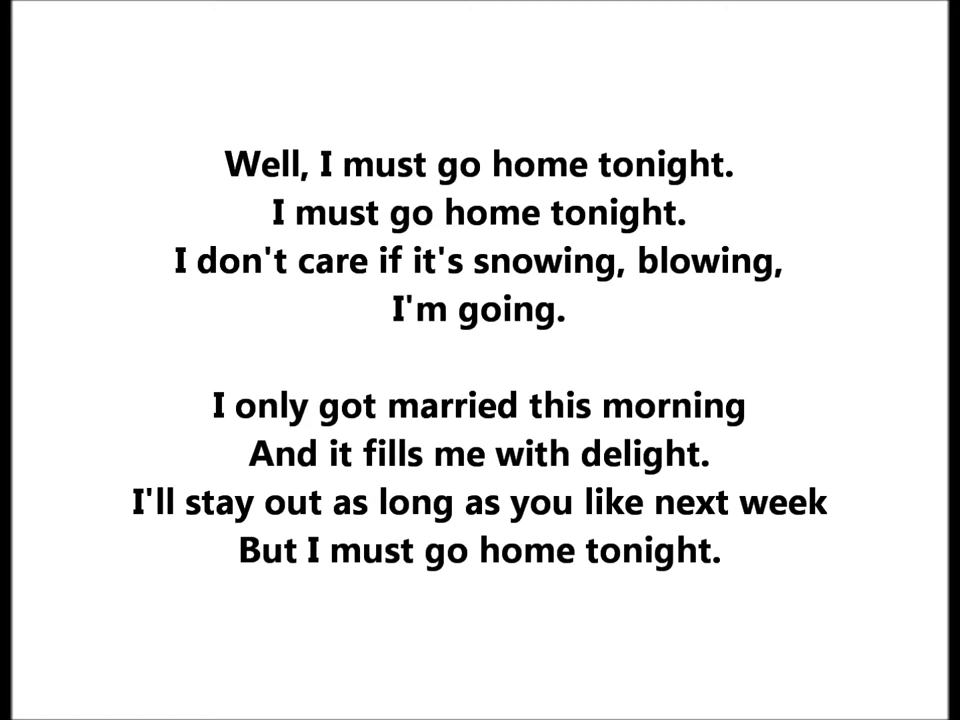 Well, I must go home tonight.
I must go home tonight.
I don't care if it's snowing, blowing,
I'm going.
I only got married this morning
And it fills me with delight.
I'll stay out as long as you like next week
But I must go home tonight.